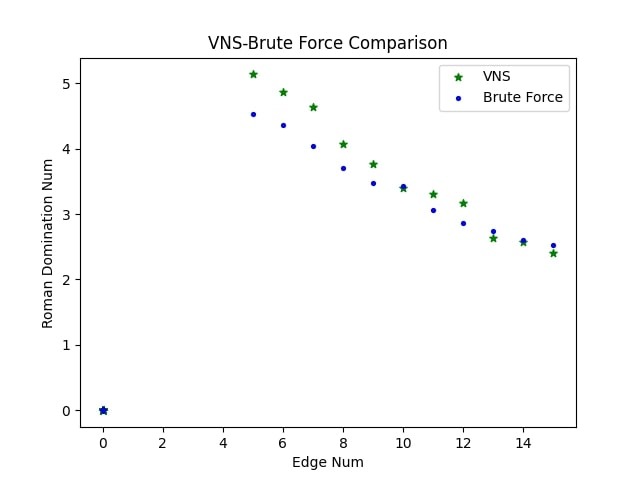 VNS-Brute Force Comparison
VNS
Brute Force
Roman Domination Num
5
4
3
2
1
0
0 2 4 6 8 10 12 14
Edge Num